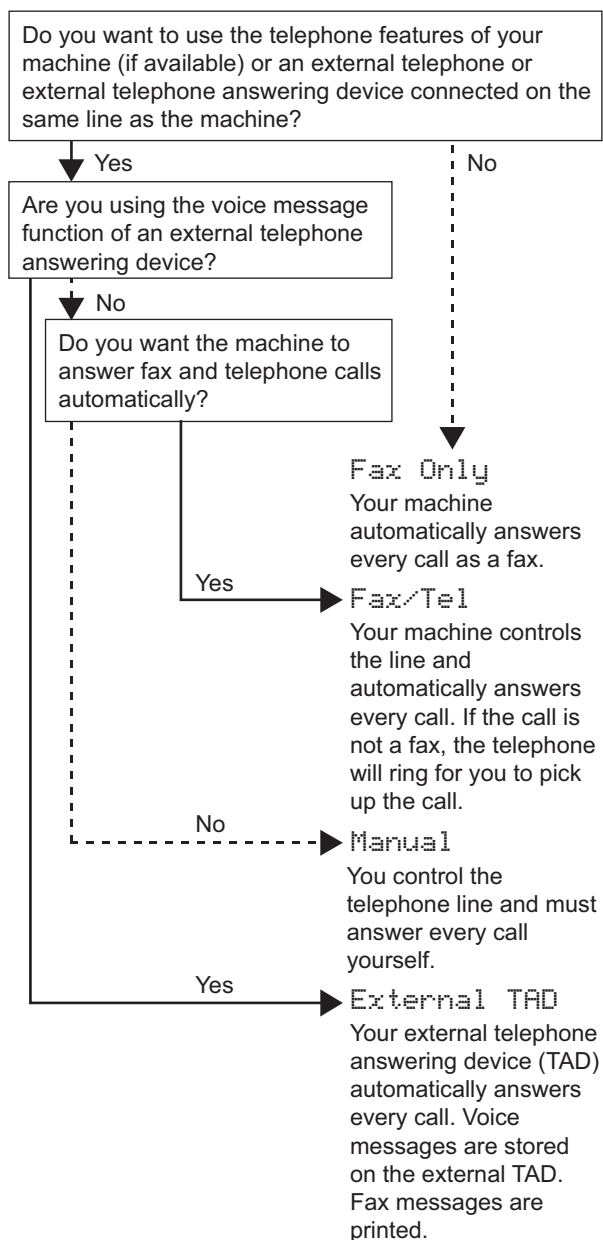 Do you want to use the telephone features of your
machine (if available) or an external telephone or
external telephone answering device connected on the
same line as the machine?
Yes
No
Are you using the voice message
function of an external telephone
answering device?
No
Do you want the machine to
answer fax and telephone calls
automatically?
Fax Only
Your machine
automatically answers
every call as a fax.
Yes
Fax/Tel
Your machine controls
the line and
automatically answers
every call. If the call is
not a fax, the telephone
will ring for you to pick
up the call.
No
Manual
You control the
telephone line and must
answer every call
yourself.
Yes
External TAD
Your external telephone
answering device (TAD)
automatically answers
every call. Voice
messages are stored
on the external TAD.
Fax messages are
printed.